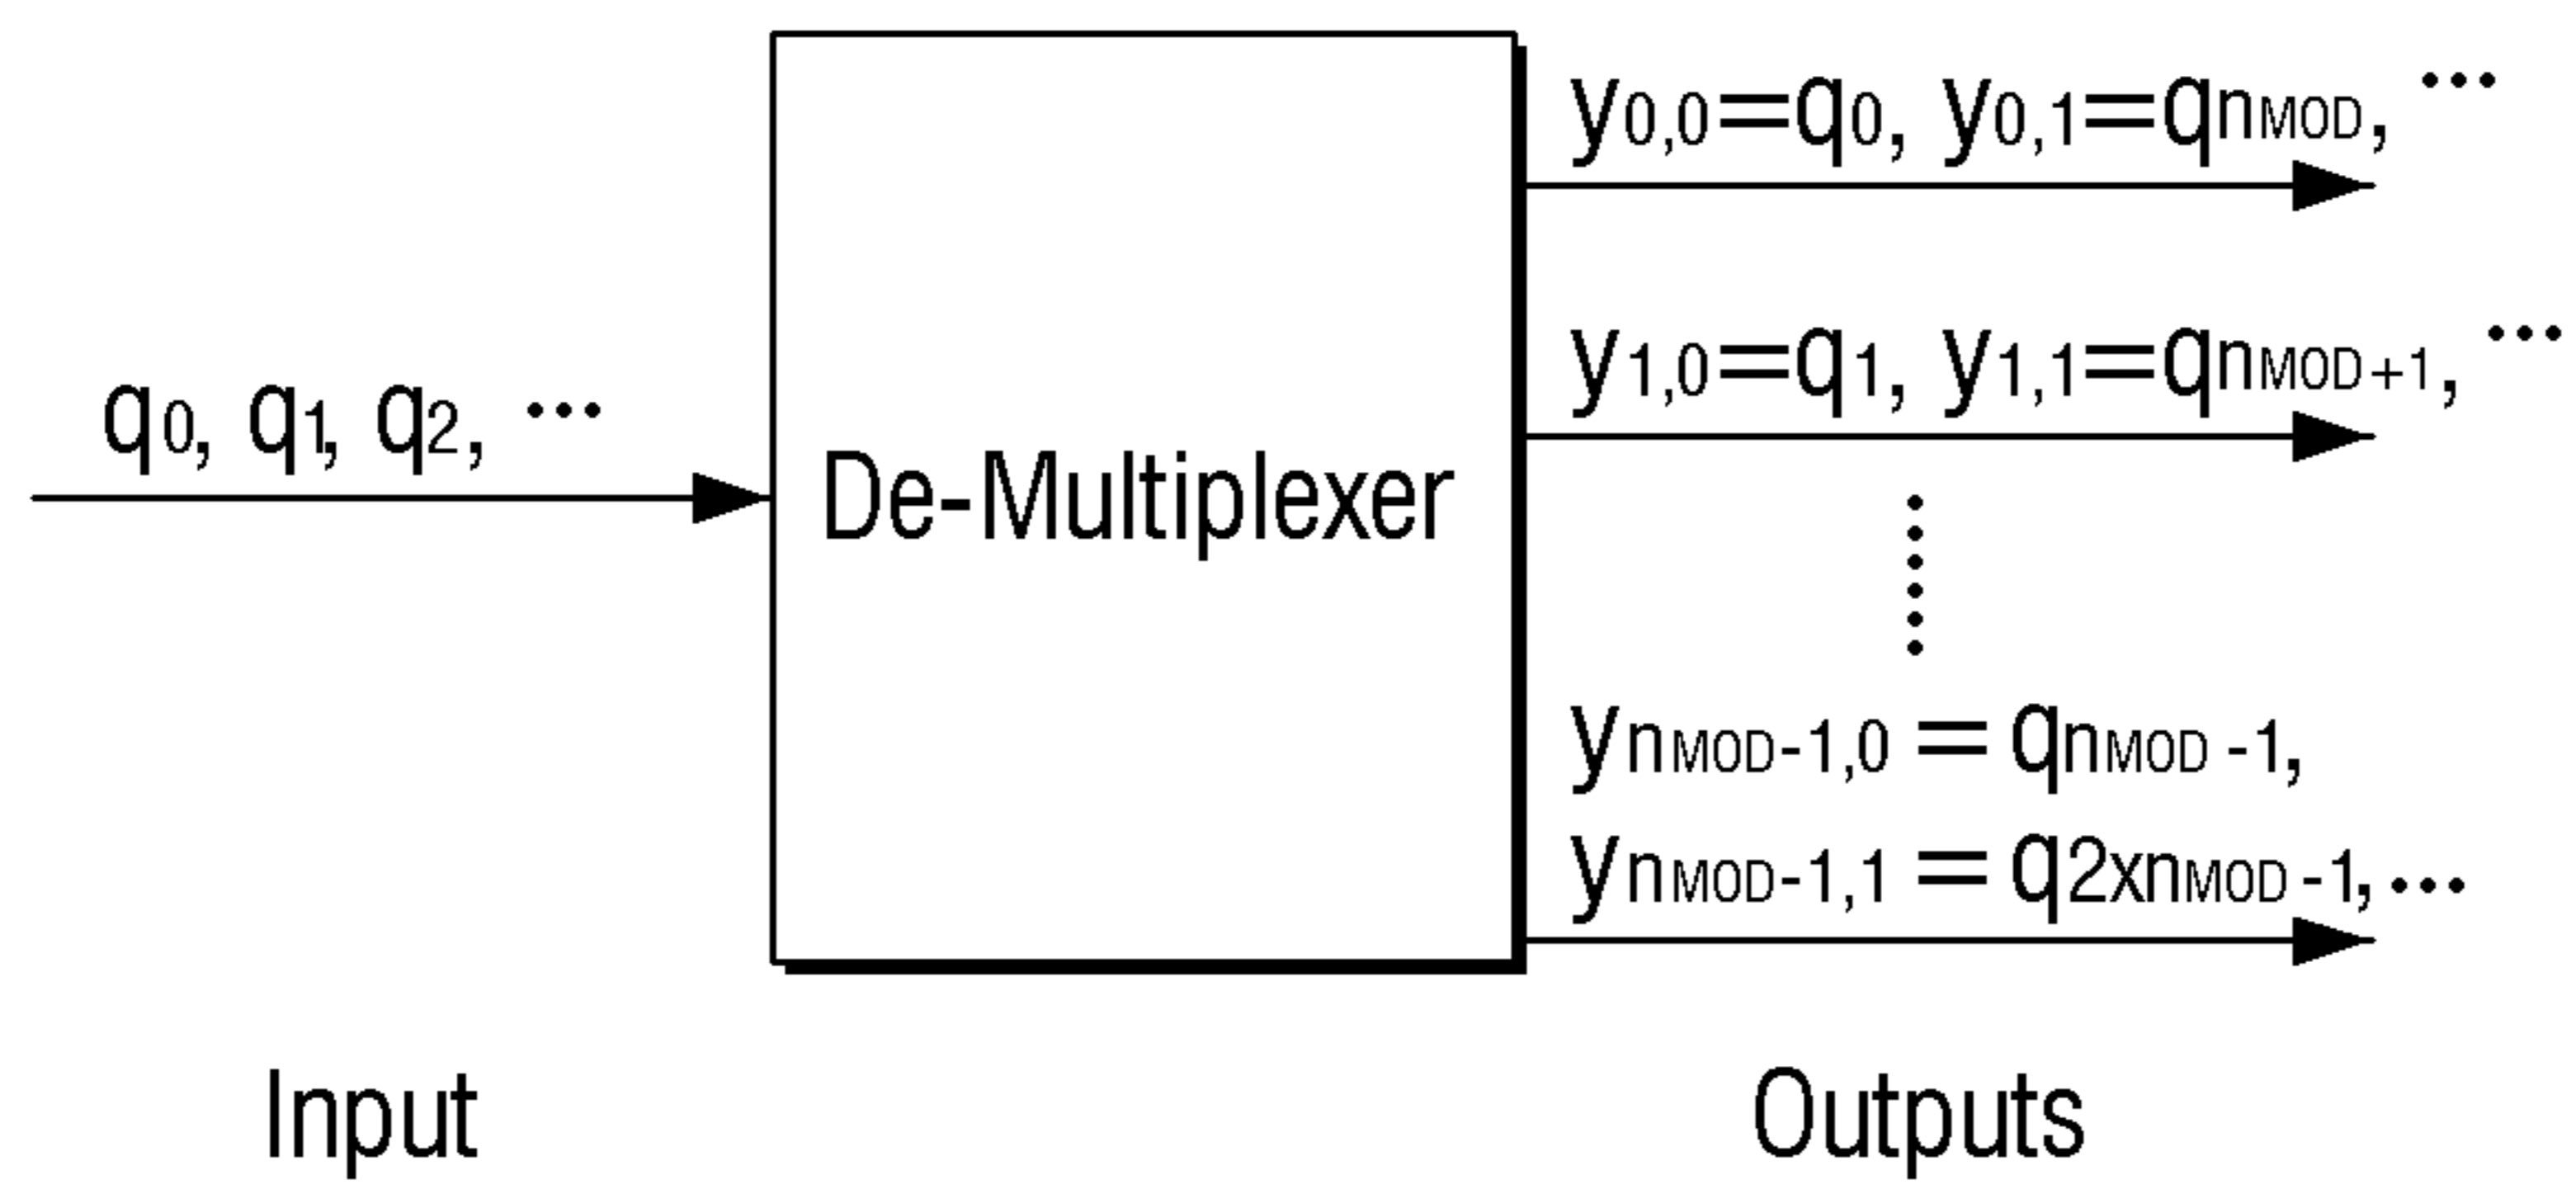 y0,0=q0, y0,1=qnMOD, ...
y1,0=q1, y1,1=qnMOD+1, ...
q0, q1, q2, ...
De-Multiplexer
ynMOD-1,0 = qnMOD -1,
ynMOD-1,1 = q2xnMOD -1, ...
Input Outputs